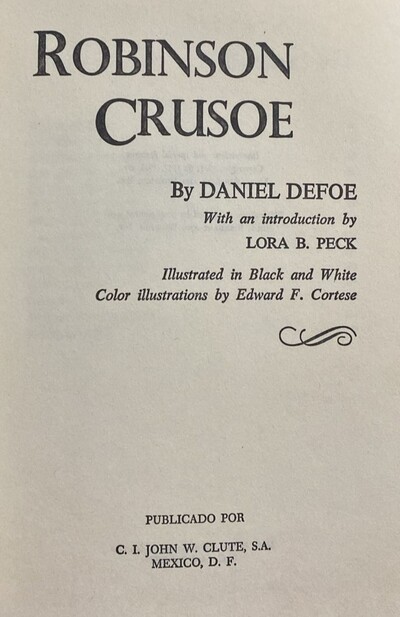 ROBINSON
CRUSOE
By DANIEL DEFOE
With an introduction by
LORA B. PECK
Illustrated in Black and White
Color illustrations by Edward F. Cortese
PUBLICADO POR
C. I. JOHN W. CLUTE, S.A.
MEXICO, D. F.